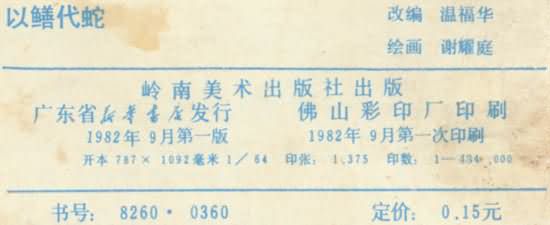 以鳝代蛇
改编 温福华
绘画 谢耀庭
岭南美术出版社出版
广东省新华书店发行 佛山彩印厂印刷
1982年9月第一版 1982年9月第一次印刷
开本 787×1092毫米1/64 印张:1.375 印数:1—434,000
书号:8260·0360 定价:0.15元